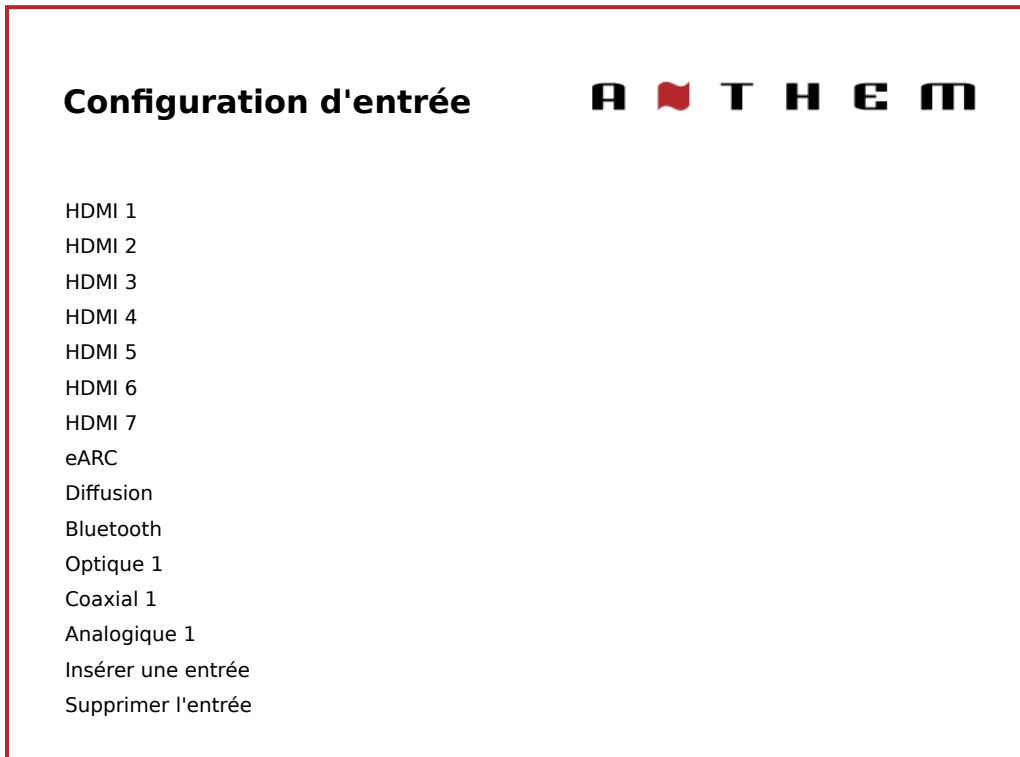 Configuration d'entrée
ANTHEM
HDMI 1
HDMI 2
HDMI 3
HDMI 4
HDMI 5
HDMI 6
HDMI 7
eARC
Diffusion
Bluetooth
Optique 1
Coaxial 1
Analogique 1
Insérer une entrée
Supprimer l'entrée